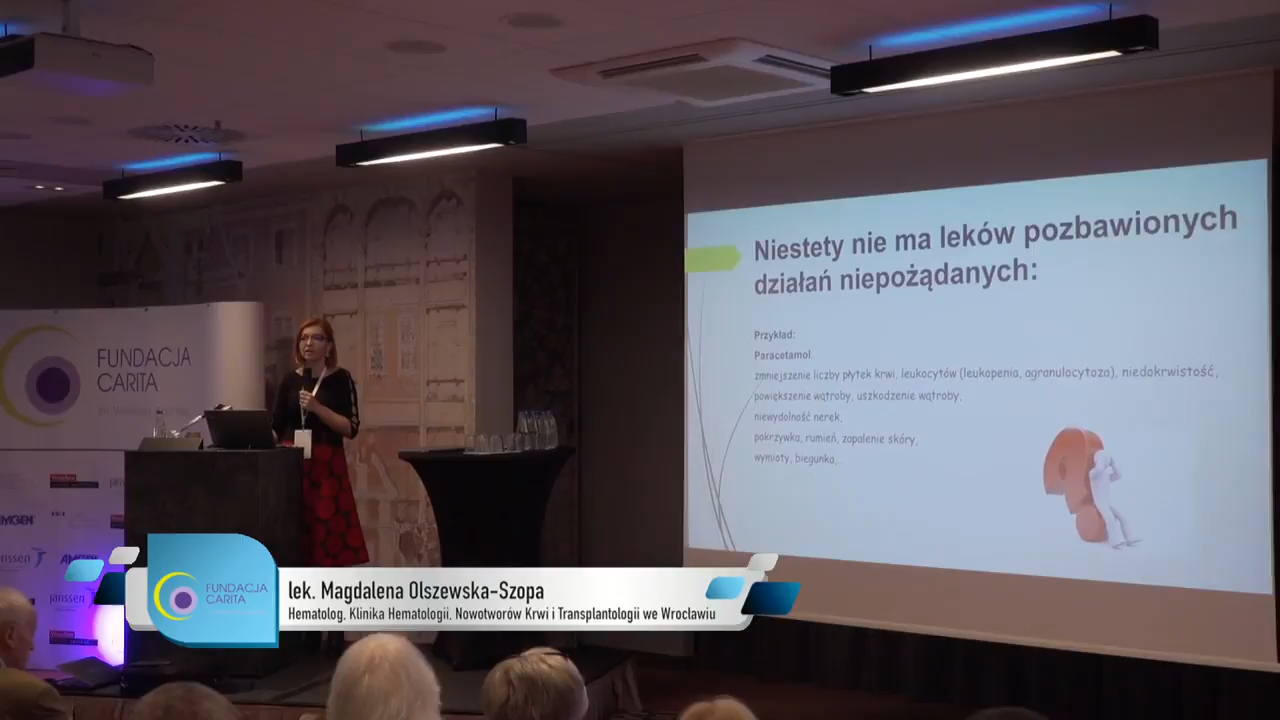 Niestety nie ma leków pozbawionych
działań niepożądanych:
Przykład:
Paracetamol
zmniejszenie liczby płytek krwi, leukocytów (leukopenia, agranulocytoza), niedokrwistość,
powiększenie wątroby, uszkodzenie wątroby,
niewydolność nerek,
pokrzywka, rumień, zapalenie skóry,
wymioty, biegunka,..
FUNDACJA
CARITA
AMGEN
janssen
FUNDACJA
CARITA
lek. Magdalena Olszewska-Szopa
Hematolog, Klinika Hematologii, Nowotworów Krwi i Transplantologii we Wrocławiu